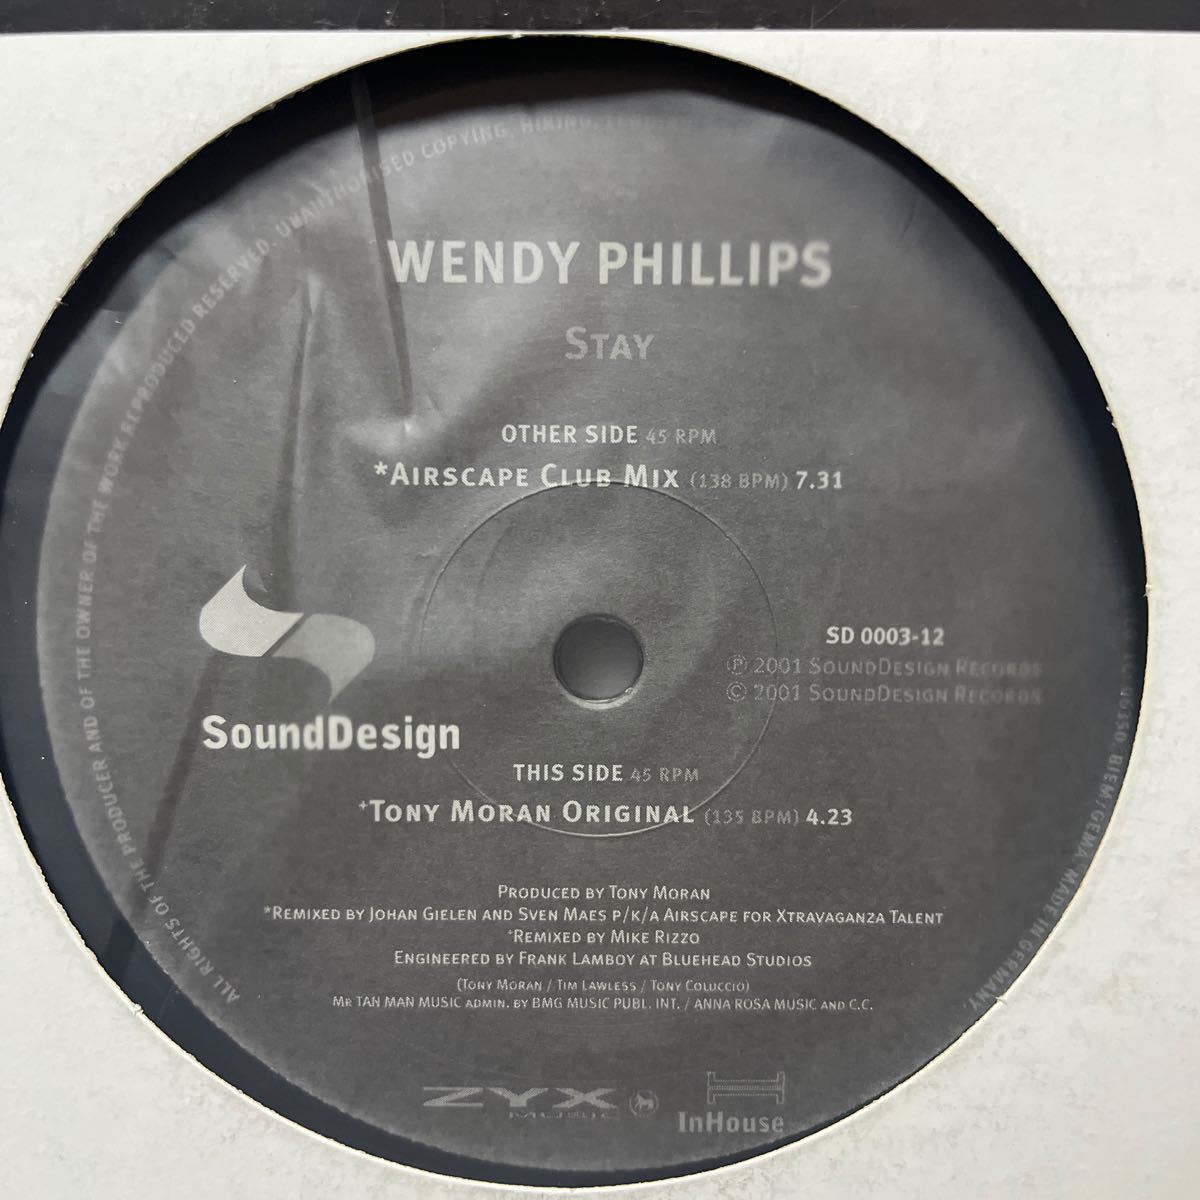 WENDY PHILLIPS
STAY
OTHER SIDE 45 RPM
*AIRSCAPE CLUB MIX (138 BPM) 7.31
SD 0003-12
Ⓟ 2001 SOUNDDESIGN RECORDS
© 2001 SOUNDDESIGN RECORDS
SoundDesign
THIS SIDE 45 RPM
+TONY MORAN ORIGINAL (135 BPM) 4.23
PRODUCED BY TONY MORAN
*REMIXED BY JOHAN GIELEN AND SVEN MAES P/K/A AIRSCAPE FOR XTRAVAGANZA TALENT
+REMIXED BY MIKE RIZZO
ENGINEERED BY FRANK LAMBOY AT BLUEHEAD STUDIOS
(TONY MORAN / TIM LAWLESS / TONY COLUCCIO)
MR TAN MAN MUSIC ADMIN. BY BMG MUSIC PUBL. INT. / ANNA ROSA MUSIC AND C.C.
ZYX MUSIC
InHouse
ALL RIGHTS OF THE PRODUCER AND OF THE OWNER OF THE WORK REPRODUCED RESERVED. UNAUTHORISED COPYING, HIRING, BIEM/GEMA. MADE IN GERMANY.